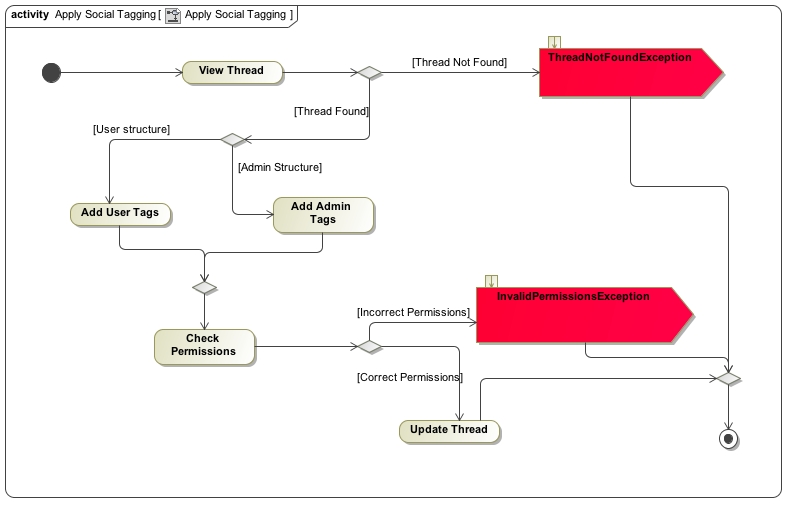 activity Apply Social Tagging [ Apply Social Tagging ]
View Thread
[Thread Not Found]
ThreadNotFoundException
[Thread Found]
[User structure]
[Admin Structure]
Add User Tags
Add Admin
Tags
[Incorrect Permissions]
InvalidPermissionsException
Check
Permissions
[Correct Permissions]
Update Thread